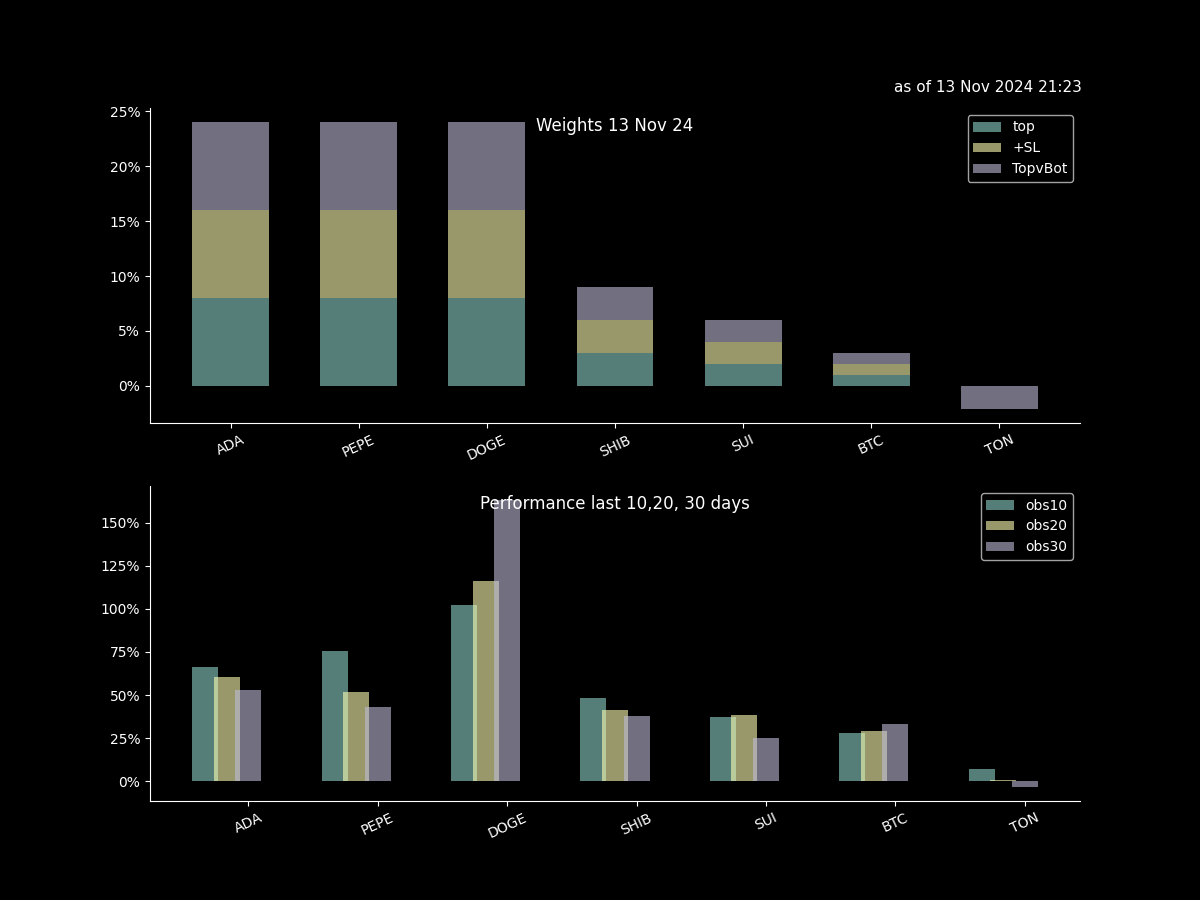 as of 13 Nov 2024 21:23
Weights 13 Nov 24
25%
20%
15%
10%
5%
0%
top
+SL
TopvBot
ADA PEPE DOGE SHIB SUI BTC TON
Performance last 10,20, 30 days
150%
125%
100%
75%
50%
25%
0%
obs10
obs20
obs30
ADA PEPE DOGE SHIB SUI BTC TON